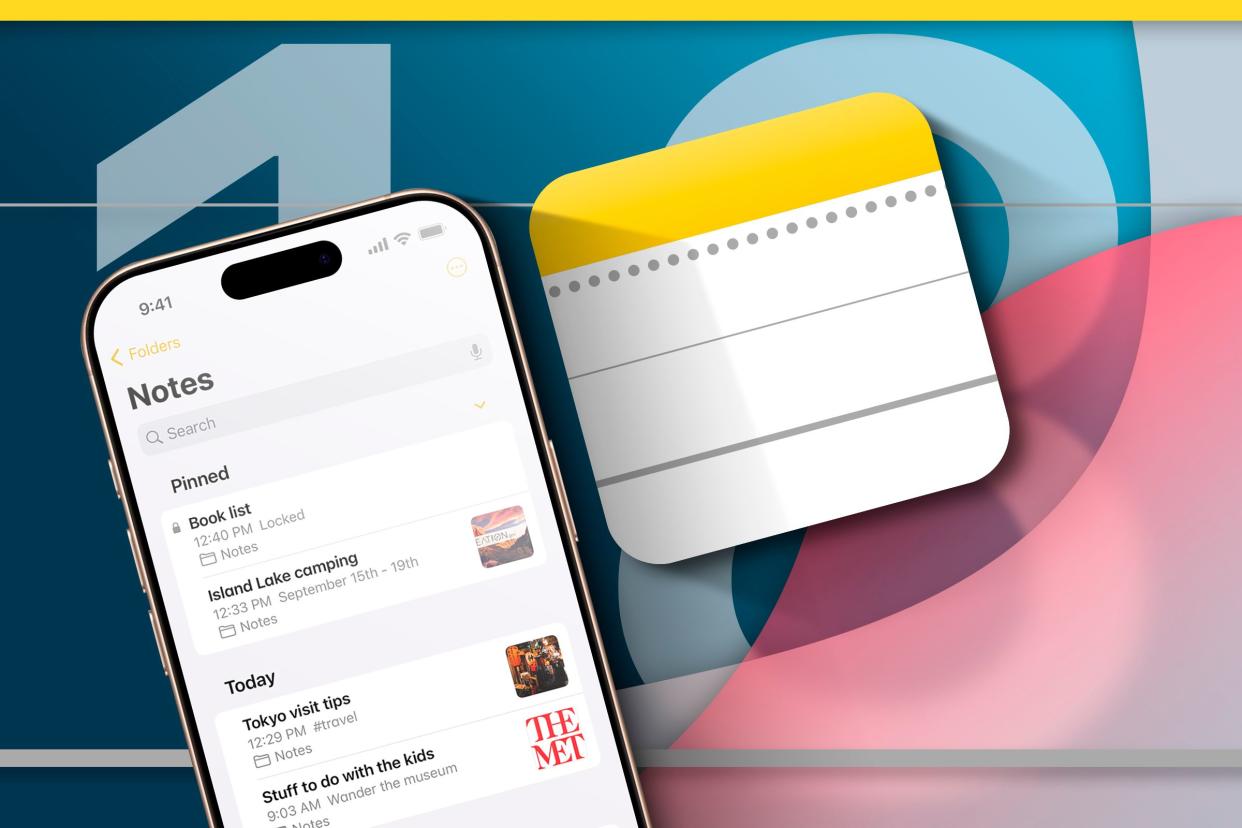 18
9:41
Folders
Notes
Search
Pinned
Book list
12:40 PM Locked
Notes
Island Lake camping
12:33 PM September 15th - 19th
Notes
Today
Tokyo visit tips
12:29 PM #travel
Notes
Stuff to do with the kids
9:03 AM Wander the museum
Notes
THE
MET